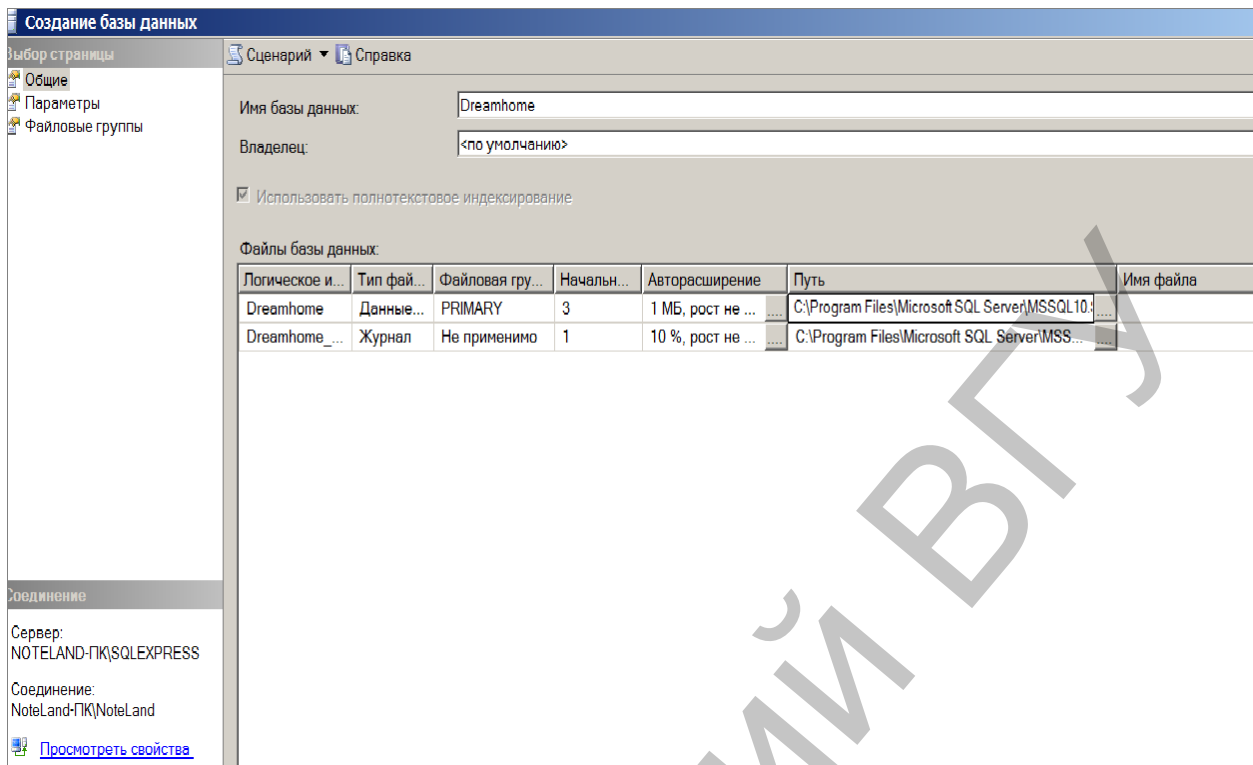 Создание базы данных
Выбор страницы
Общие
Параметры
Файловые группы
Сценарий Справка
Имя базы данных: Dreamhome
Владелец: <по умолчанию>
Использовать полнотекстовое индексирование
Файлы базы данных:
Логическое и... Тип фай... Файловая гру... Начальн... Авторасширение Путь Имя файла
Dreamhome Данные... PRIMARY 3 1 МБ, рост не ... .... C:\Program Files\Microsoft SQL Server\MSSQL10. ....
Dreamhome_... Журнал Не применимо 1 10 %, рост не ... .... C:\Program Files\Microsoft SQL Server\MSS... ....
Соединение
Сервер:
NOTELAND-ПК\SQLEXPRESS
Соединение:
NoteLand-ПК\NoteLand
Просмотреть свойства
ИЙ ВГУ